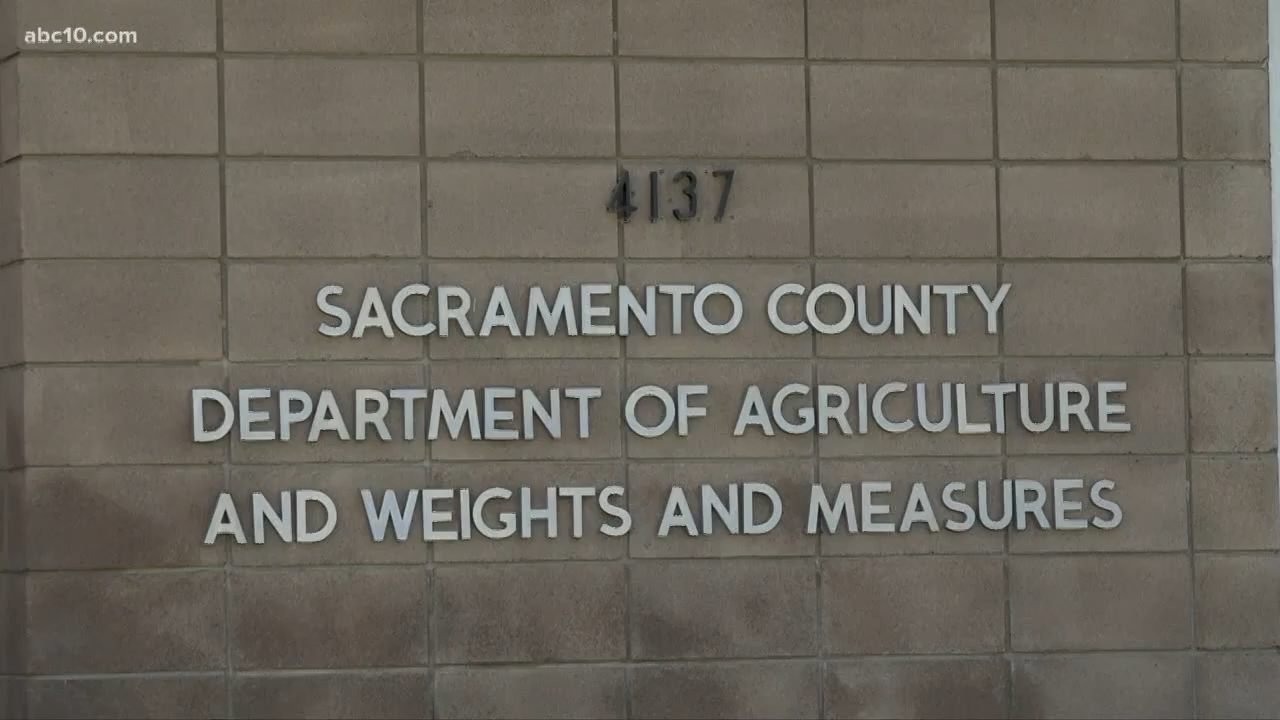 abc10.com
4137
SACRAMENTO COUNTY
DEPARTMENT OF AGRICULTURE
AND WEIGHTS AND MEASURES